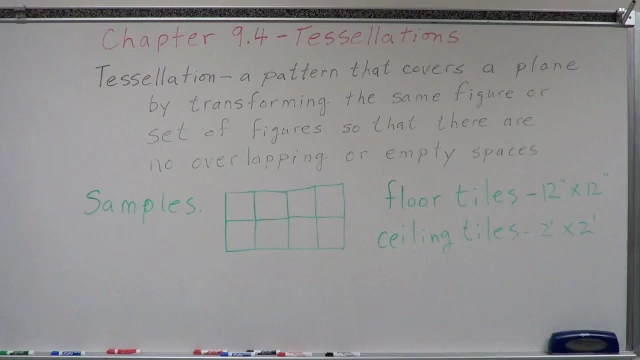 Chapter 9.4 - Tessellations
Tessellation - a pattern that covers a plane
by transforming the same figure or
set of figures so that there are
no overlapping or empty spaces
Samples.
floor tiles - 12" x 12"
ceiling tiles - 2' x 2'